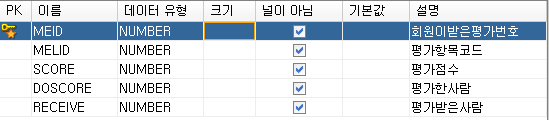 PK 이름 데이터 유형 크기 널이 아님 기본값 설명
MEID NUMBER 회원이받은평가번호
MELID NUMBER 평가항목코드
SCORE NUMBER 평가점수
DOSCORE NUMBER 평가한사람
RECEIVE NUMBER 평가받은사람